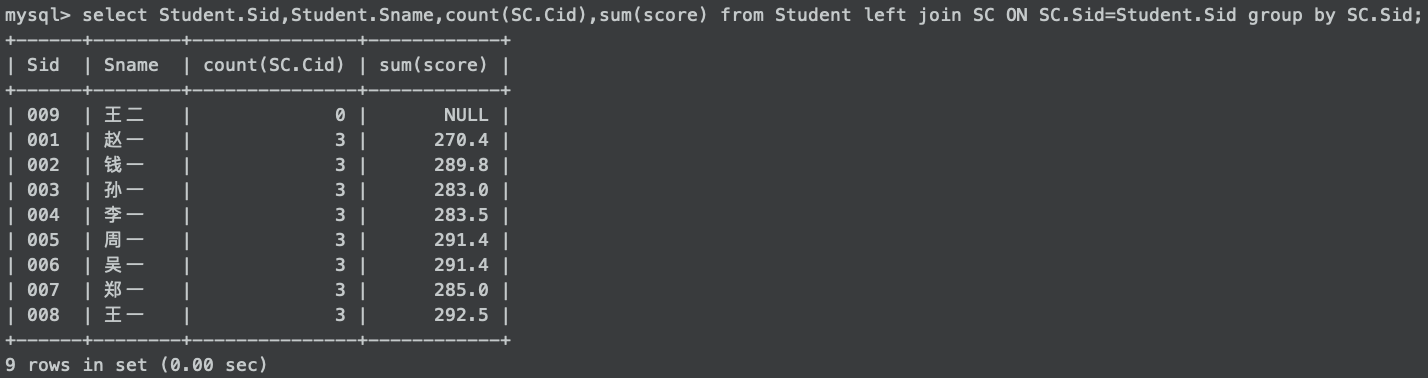 mysql> select Student.Sid,Student.Sname,count(SC.Cid),sum(score) from Student left join SC ON SC.Sid=Student.Sid group by SC.Sid;
+------+--------+---------------+------------+
| Sid  | Sname  | count(SC.Cid) | sum(score) |
+------+--------+---------------+------------+
| 009  | 王二   |             0 |       NULL |
| 001  | 赵一   |             3 |      270.4 |
| 002  | 钱一   |             3 |      289.8 |
| 003  | 孙一   |             3 |      283.0 |
| 004  | 李一   |             3 |      283.5 |
| 005  | 周一   |             3 |      291.4 |
| 006  | 吴一   |             3 |      291.4 |
| 007  | 郑一   |             3 |      285.0 |
| 008  | 王一   |             3 |      292.5 |
+------+--------+---------------+------------+
9 rows in set (0.00 sec)